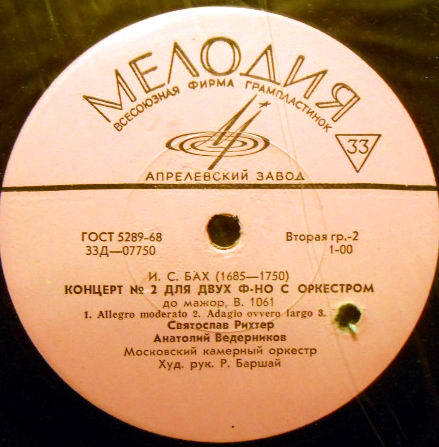 МЕЛОДИЯ
ВСЕСОЮЗНАЯ ФИРМА ГРАМПЛАСТИНОК
33
АПРЕЛЕВСКИЙ ЗАВОД
ГОСТ 5289-68
33Д—07750
Вторая гр.-2
1-00
И. С. БАХ (1685—1750)
КОНЦЕРТ № 2 ДЛЯ ДВУХ Ф-НО С ОРКЕСТРОМ
до мажор, В. 1061
1. Allegro moderato 2. Adagio ovvero largo 3.
Святослав Рихтер
Анатолий Ведерников
Московский камерный оркестр
Худ. рук. Р. Баршай